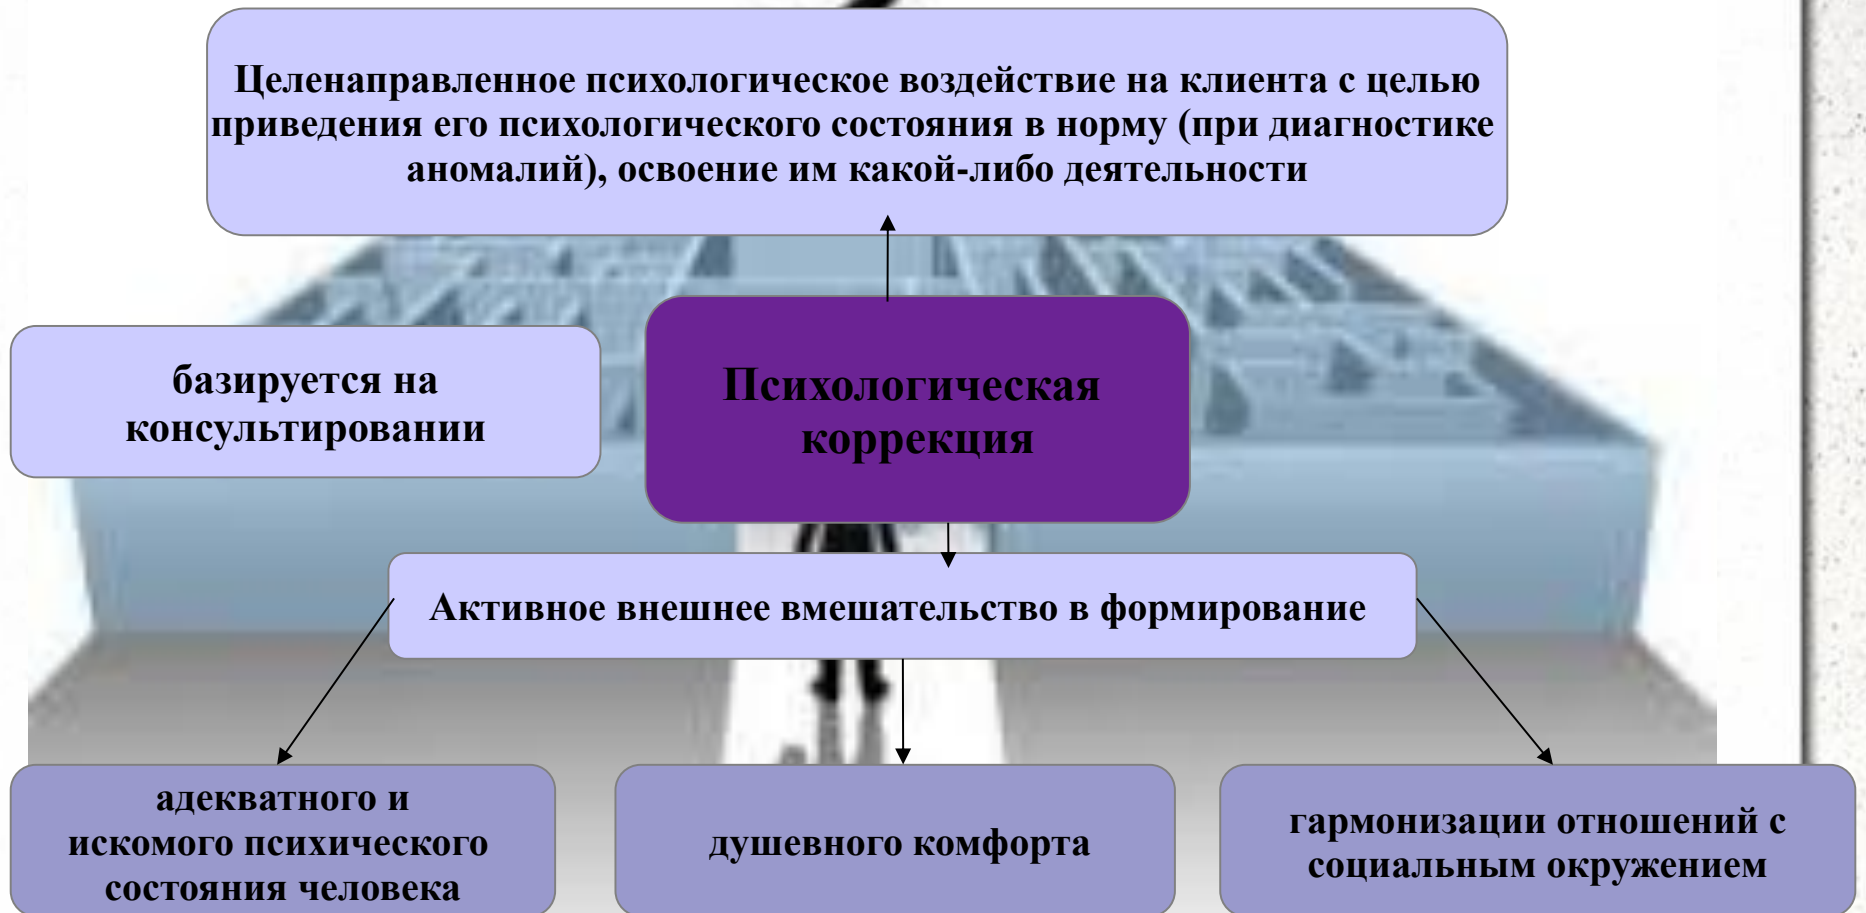 Целенаправленное психологическое воздействие на клиента с целью
приведения его психологического состояния в норму (при диагностике
аномалий), освоение им какой-либо деятельности
базируется на
консультировании
Психологическая
коррекция
Активное внешнее вмешательство в формирование
адекватного и
искомого психического
состояния человека
душевного комфорта
гармонизации отношений с
социальным окружением